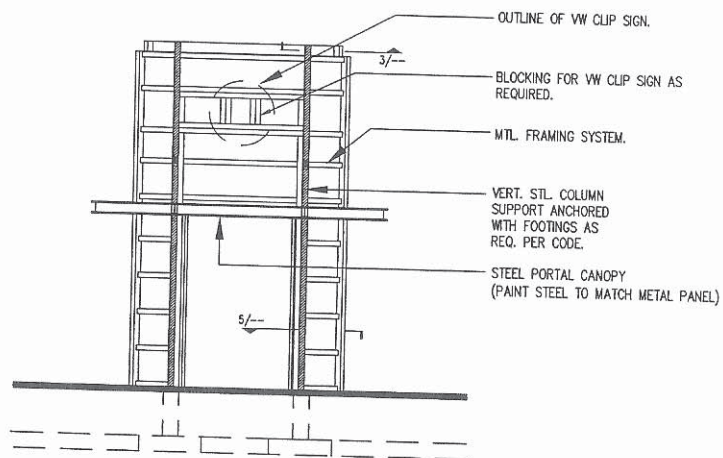 OUTLINE OF VW CLIP SIGN.
3/--
BLOCKING FOR VW CLIP SIGN AS
REQUIRED.
MTL. FRAMING SYSTEM.
VERT. STL. COLUMN
SUPPORT ANCHORED
WITH FOOTINGS AS
REQ. PER CODE.
STEEL PORTAL CANOPY
(PAINT STEEL TO MATCH METAL PANEL)
5/--